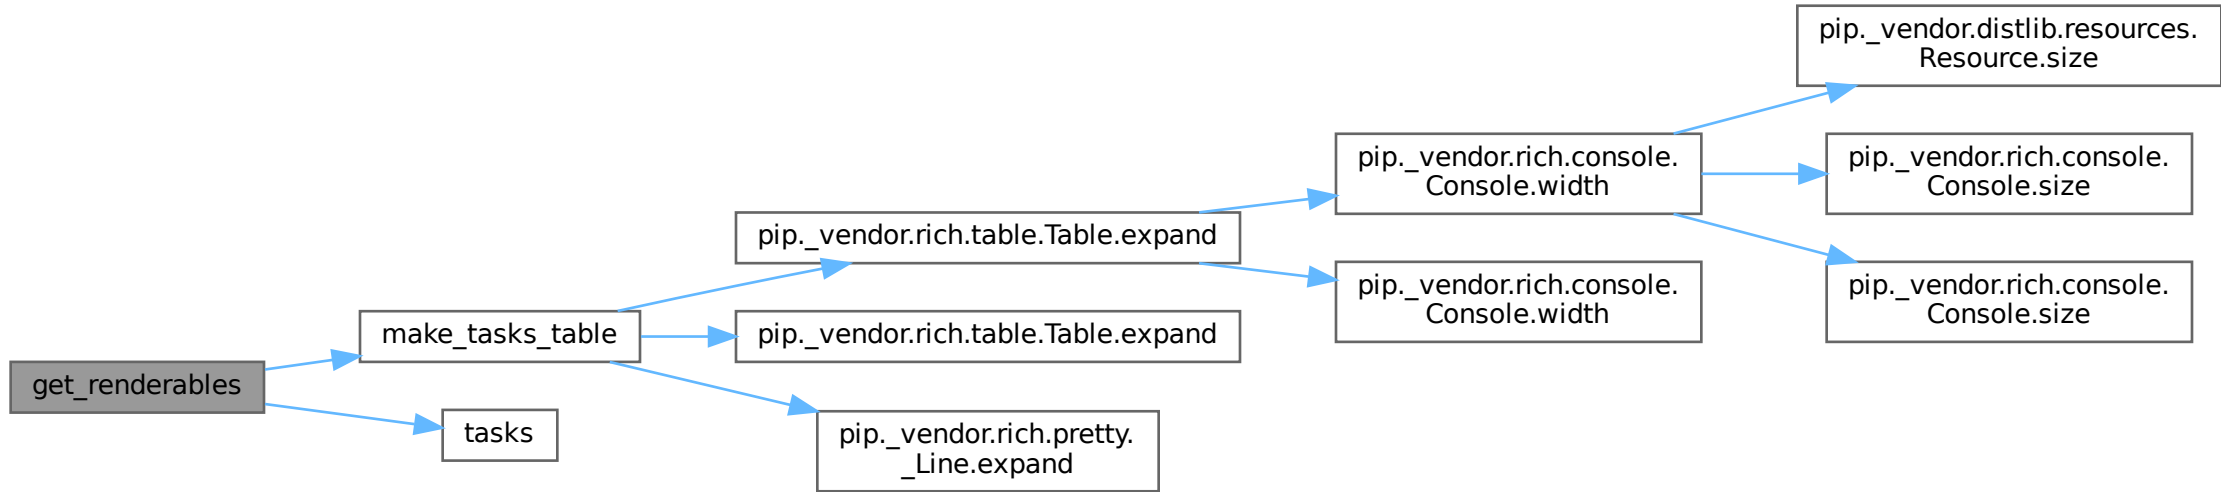 get_renderables
make_tasks_table
tasks
pip._vendor.rich.table.Table.expand
pip._vendor.rich.table.Table.expand
pip._vendor.rich.pretty.
_Line.expand
pip._vendor.rich.console.
Console.width
pip._vendor.rich.console.
Console.width
pip._vendor.distlib.resources.
Resource.size
pip._vendor.rich.console.
Console.size
pip._vendor.rich.console.
Console.size